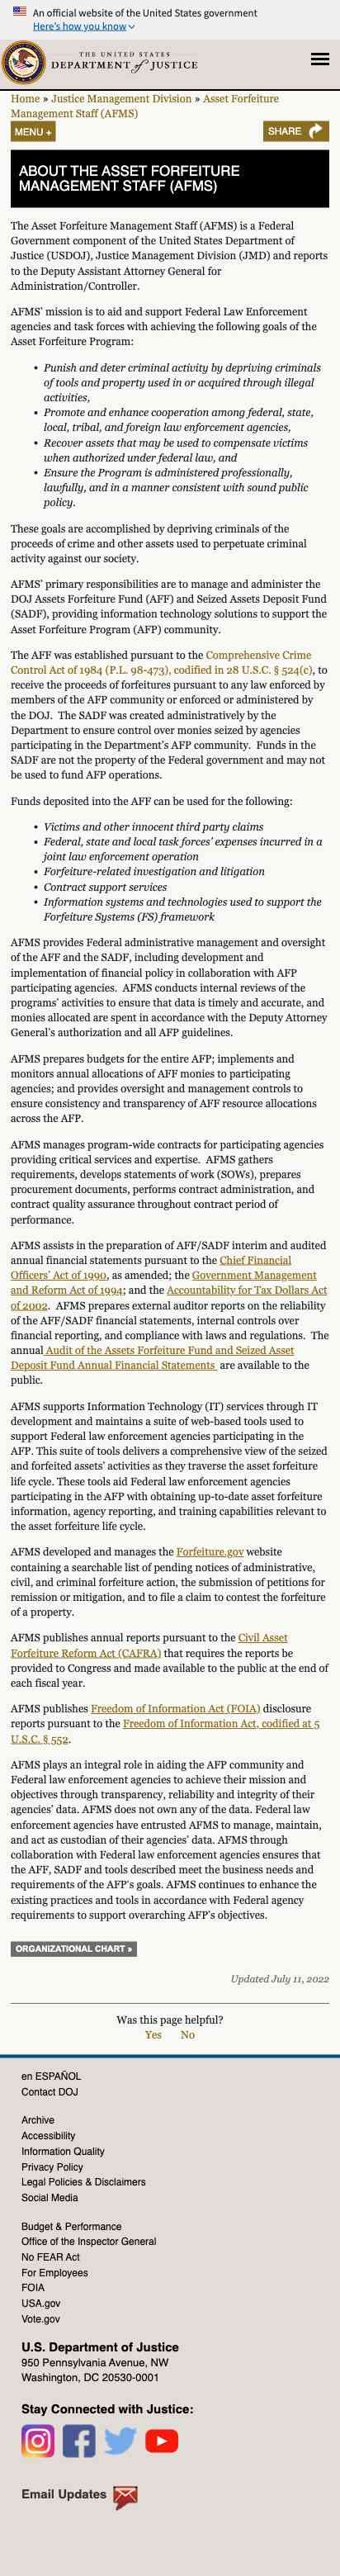 An official website of the United States government
Here's how you know
THE UNITED STATES
DEPARTMENT of JUSTICE
Home » Justice Management Division » Asset Forfeiture
Management Staff (AFMS)
MENU +
SHARE
ABOUT THE ASSET FORFEITURE
MANAGEMENT STAFF (AFMS)
The Asset Forfeiture Management Staff (AFMS) is a Federal
Government component of the United States Department of
Justice (USDOJ), Justice Management Division (JMD) and reports
to the Deputy Assistant Attorney General for
Administration/Controller.
AFMS' mission is to aid and support Federal Law Enforcement
agencies and task forces with achieving the following goals of the
Asset Forfeiture Program:
• Punish and deter criminal activity by depriving criminals
of tools and property used in or acquired through illegal
activities,
• Promote and enhance cooperation among federal, state,
local, tribal, and foreign law enforcement agencies,
• Recover assets that may be used to compensate victims
when authorized under federal law, and
• Ensure the Program is administered professionally,
lawfully, and in a manner consistent with sound public
policy.
These goals are accomplished by depriving criminals of the
proceeds of crime and other assets used to perpetuate criminal
activity against our society.
AFMS' primary responsibilities are to manage and administer the
DOJ Assets Forfeiture Fund (AFF) and Seized Assets Deposit Fund
(SADF), providing information technology solutions to support the
Asset Forfeiture Program (AFP) community.
The AFF was established pursuant to the Comprehensive Crime
Control Act of 1984 (P.L. 98-473), codified in 28 U.S.C. § 524(c), to
receive the proceeds of forfeitures pursuant to any law enforced by
members of the AFP community or enforced or administered by
the DOJ.  The SADF was created administratively by the
Department to ensure control over monies seized by agencies
participating in the Department's AFP community.  Funds in the
SADF are not the property of the Federal government and may not
be used to fund AFP operations.
Funds deposited into the AFF can be used for the following:
• Victims and other innocent third party claims
• Federal, state and local task forces' expenses incurred in a
joint law enforcement operation
• Forfeiture-related investigation and litigation
• Contract support services
• Information systems and technologies used to support the
Forfeiture Systems (FS) framework
AFMS provides Federal administrative management and oversight
of the AFF and the SADF, including development and
implementation of financial policy in collaboration with AFP
participating agencies.  AFMS conducts internal reviews of the
programs' activities to ensure that data is timely and accurate, and
monies allocated are spent in accordance with the Deputy Attorney
General's authorization and all AFP guidelines.
AFMS prepares budgets for the entire AFP; implements and
monitors annual allocations of AFF monies to participating
agencies; and provides oversight and management controls to
ensure consistency and transparency of AFF resource allocations
across the AFP.
AFMS manages program-wide contracts for participating agencies
providing critical services and expertise.  AFMS gathers
requirements, develops statements of work (SOWs), prepares
procurement documents, performs contract administration, and
contract quality assurance throughout contract period of
performance.
AFMS assists in the preparation of AFF/SADF interim and audited
annual financial statements pursuant to the Chief Financial
Officers' Act of 1990, as amended; the Government Management
and Reform Act of 1994; and the Accountability for Tax Dollars Act
of 2002.  AFMS prepares external auditor reports on the reliability
of the AFF/SADF financial statements, internal controls over
financial reporting, and compliance with laws and regulations.  The
annual Audit of the Assets Forfeiture Fund and Seized Asset
Deposit Fund Annual Financial Statements  are available to the
public.
AFMS supports Information Technology (IT) services through IT
development and maintains a suite of web-based tools used to
support Federal law enforcement agencies participating in the
AFP. This suite of tools delivers a comprehensive view of the seized
and forfeited assets' activities as they traverse the asset forfeiture
life cycle. These tools aid Federal law enforcement agencies
participating in the AFP with obtaining up-to-date asset forfeiture
information, agency reporting, and training capabilities relevant to
the asset forfeiture life cycle.
AFMS developed and manages the Forfeiture.gov website
containing a searchable list of pending notices of administrative,
civil, and criminal forfeiture action, the submission of petitions for
remission or mitigation, and to file a claim to contest the forfeiture
of a property.
AFMS publishes annual reports pursuant to the Civil Asset
Forfeiture Reform Act (CAFRA) that requires the reports be
provided to Congress and made available to the public at the end of
each fiscal year.
AFMS publishes Freedom of Information Act (FOIA) disclosure
reports pursuant to the Freedom of Information Act, codified at 5
U.S.C. § 552.
AFMS plays an integral role in aiding the AFP community and
Federal law enforcement agencies to achieve their mission and
objectives through transparency, reliability and integrity of their
agencies' data. AFMS does not own any of the data. Federal law
enforcement agencies have entrusted AFMS to manage, maintain,
and act as custodian of their agencies' data. AFMS through
collaboration with Federal law enforcement agencies ensures that
the AFF, SADF and tools described meet the business needs and
requirements of the AFP's goals. AFMS continues to enhance the
existing practices and tools in accordance with Federal agency
requirements to support overarching AFP's objectives.
ORGANIZATIONAL CHART »
Updated July 11, 2022
Was this page helpful?
Yes No
en ESPAÑOL
Contact DOJ
Archive
Accessibility
Information Quality
Privacy Policy
Legal Policies & Disclaimers
Social Media
Budget & Performance
Office of the Inspector General
No FEAR Act
For Employees
FOIA
USA.gov
Vote.gov
U.S. Department of Justice
950 Pennsylvania Avenue, NW
Washington, DC 20530-0001
Stay Connected with Justice:
Email Updates